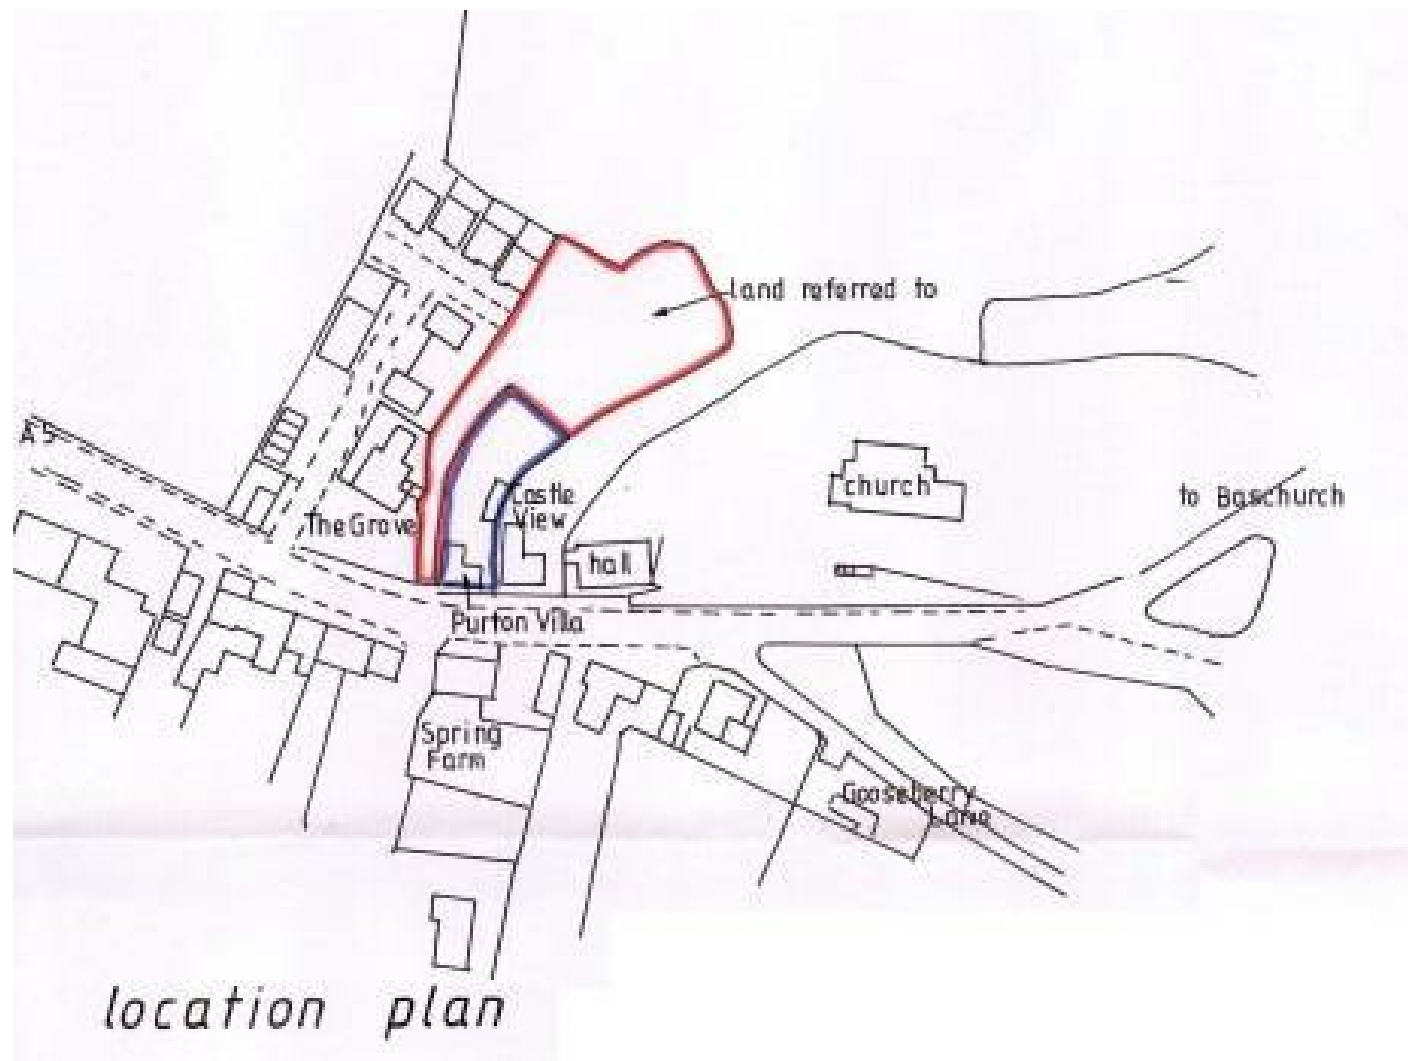 land referred to
A5
church
to Baschurch
Castle
View
The Grove
hall
Purton Villa
Spring
Farm
Gooseberry
Lane
location plan